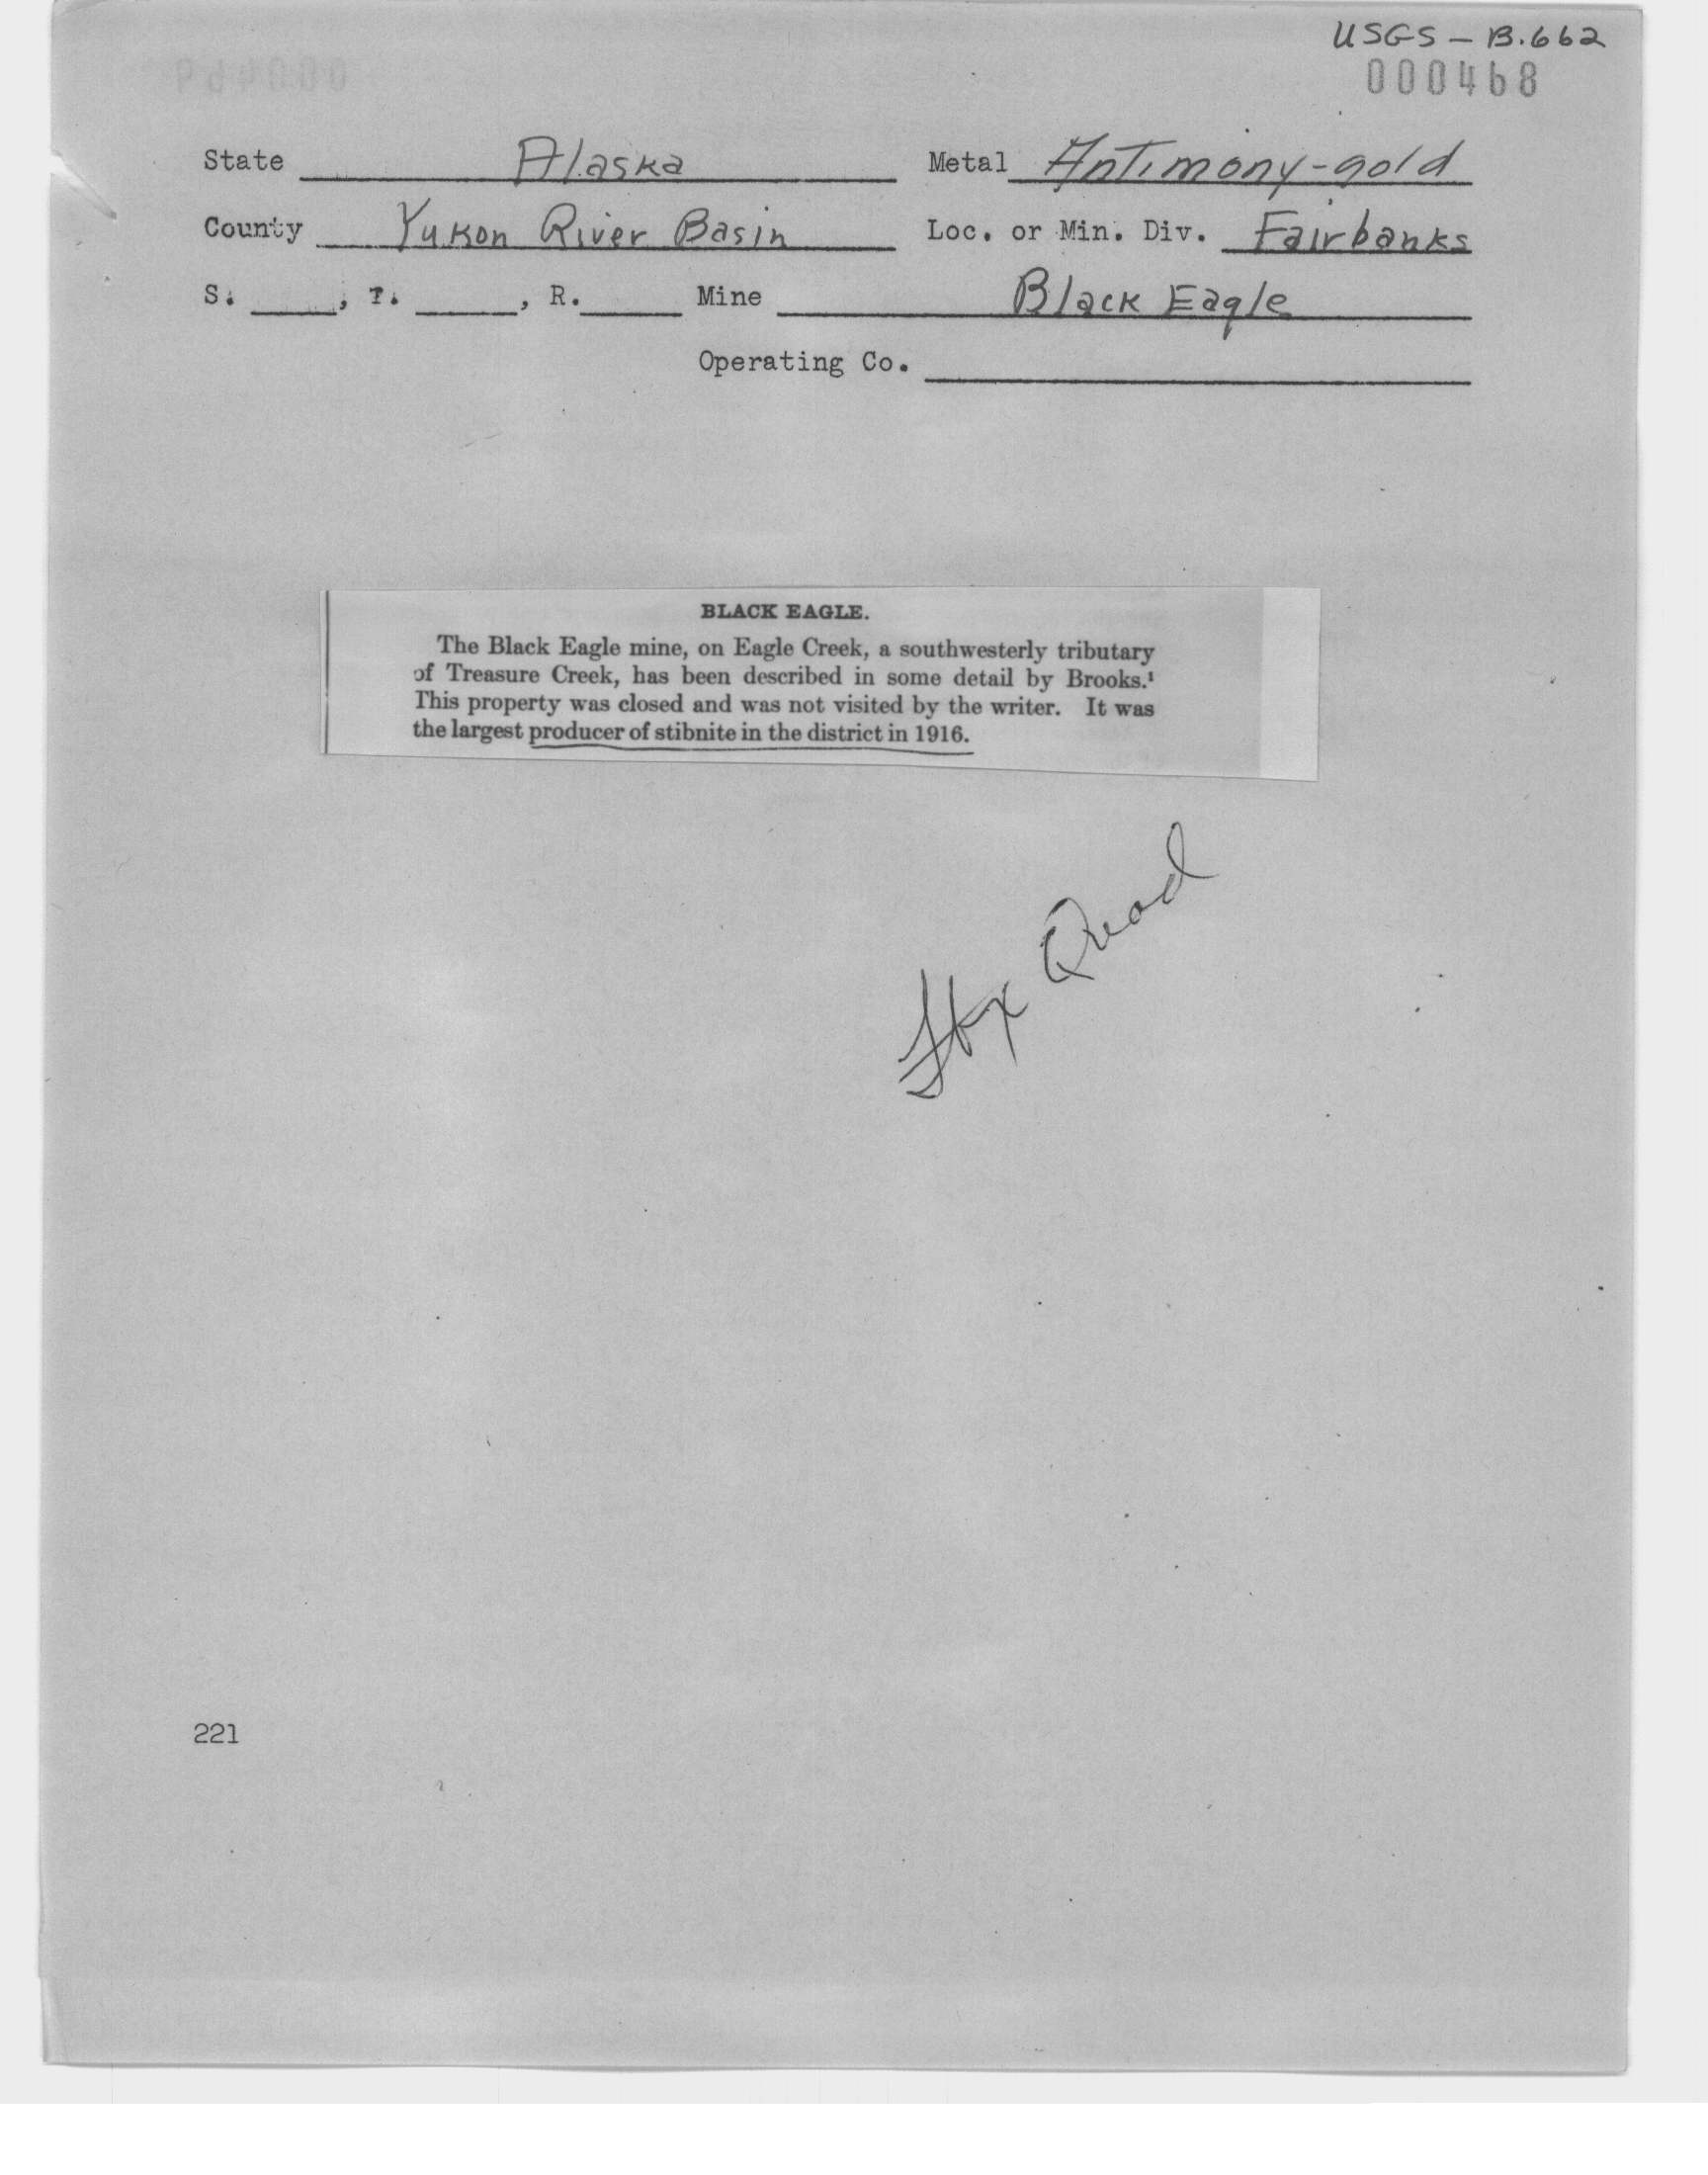 USGS - B.662
000468
State Alaska Metal Antimony-gold
County Yukon River Basin Loc. or Min. Div. Fairbanks
S. , T. , R. Mine Black Eagle
Operating Co.
BLACK EAGLE.
The Black Eagle mine, on Eagle Creek, a southwesterly tributary
of Treasure Creek, has been described in some detail by Brooks.¹
This property was closed and was not visited by the writer. It was
the largest producer of stibnite in the district in 1916.
Fbx Quad
221